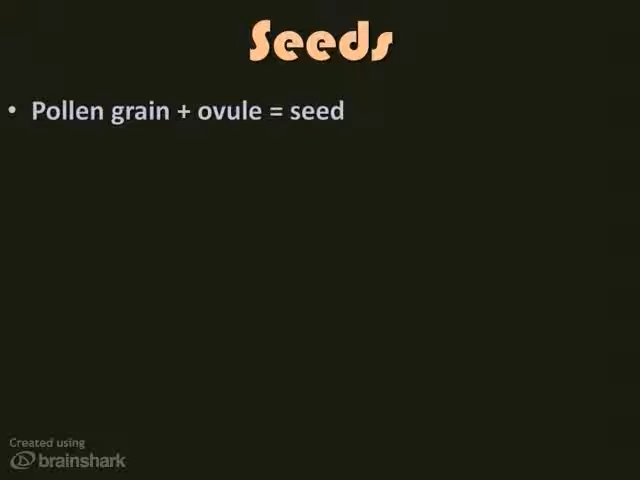 Seeds
• Pollen grain + ovule = seed
Created using
brainshark